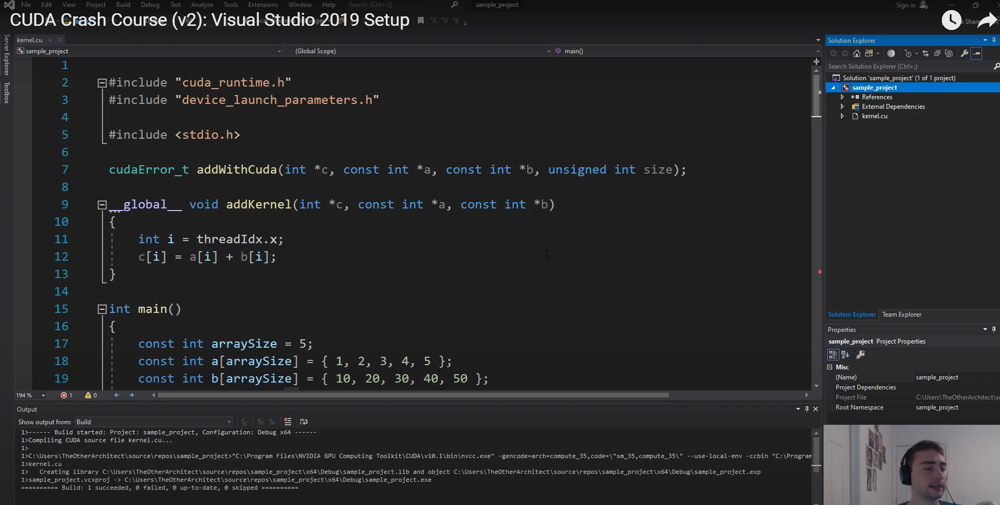 File Edit View Project Build Debug Test Analyze Tools Extensions Window Help Search (Ctrl+Q) sample_project Sign in
CUDA Crash Course (v2): Visual Studio 2019 Setup
Share
kernel.cu
sample_project (Global Scope) main()
Server Explorer
Toolbox
1
2 #include "cuda_runtime.h"
3 #include "device_launch_parameters.h"
4
5 #include <stdio.h>
6
7 cudaError_t addWithCuda(int *c, const int *a, const int *b, unsigned int size);
8
9 __global__ void addKernel(int *c, const int *a, const int *b)
10 {
11 int i = threadIdx.x;
12 c[i] = a[i] + b[i];
13 }
14
15 int main()
16 {
17 const int arraySize = 5;
18 const int a[arraySize] = { 1, 2, 3, 4, 5 };
19 const int b[arraySize] = { 10, 20, 30, 40, 50 };
194 % 1 0
Output
Show output from: Build
1>------ Build started: Project: sample_project, Configuration: Debug x64 ------
1>Compiling CUDA source file kernel.cu...
1>
1>C:\Users\TheOtherArchitect\source\repos\sample_project>"C:\Program Files\NVIDIA GPU Computing Toolkit\CUDA\v10.1\bin\nvcc.exe" -gencode=arch=compute_35,code=\"sm_35,compute_35\" --use-local-env -ccbin "C:\Program
1>kernel.cu
1> Creating library C:\Users\TheOtherArchitect\source\repos\sample_project\x64\Debug\sample_project.lib and object C:\Users\TheOtherArchitect\source\repos\sample_project\x64\Debug\sample_project.exp
1>sample_project.vcxproj -> C:\Users\TheOtherArchitect\source\repos\sample_project\x64\Debug\sample_project.exe
========== Build: 1 succeeded, 0 failed, 0 up-to-date, 0 skipped ==========
Solution Explorer
Search Solution Explorer (Ctrl+;)
Solution 'sample_project' (1 of 1 project)
sample_project
References
External Dependencies
kernel.cu
Solution Explorer Team Explorer
Properties
sample_project Project Properties
Misc
(Name) sample_project
Project Dependencies
Project File C:\Users\TheOtherArchitect\so
Root Namespace sample_project